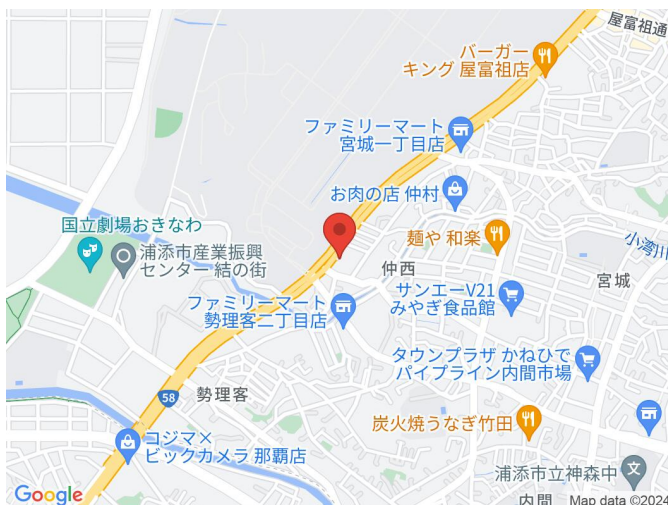 屋富祖通
バーガー
キング 屋富祖店
ファミリーマート
宮城一丁目店
お肉の店 仲村
国立劇場おきなわ
麺や 和楽
小湾川
浦添市産業振興
センター 結の街
仲西
宮城
サンエーV21
みやぎ食品館
ファミリーマート
勢理客二丁目店
タウンプラザ かねひで
パイプライン内間市場
58
勢理客
炭火焼うなぎ竹田
コジマ×
ビックカメラ 那覇店
浦添市立神森中
Google
内間
Map data ©2024